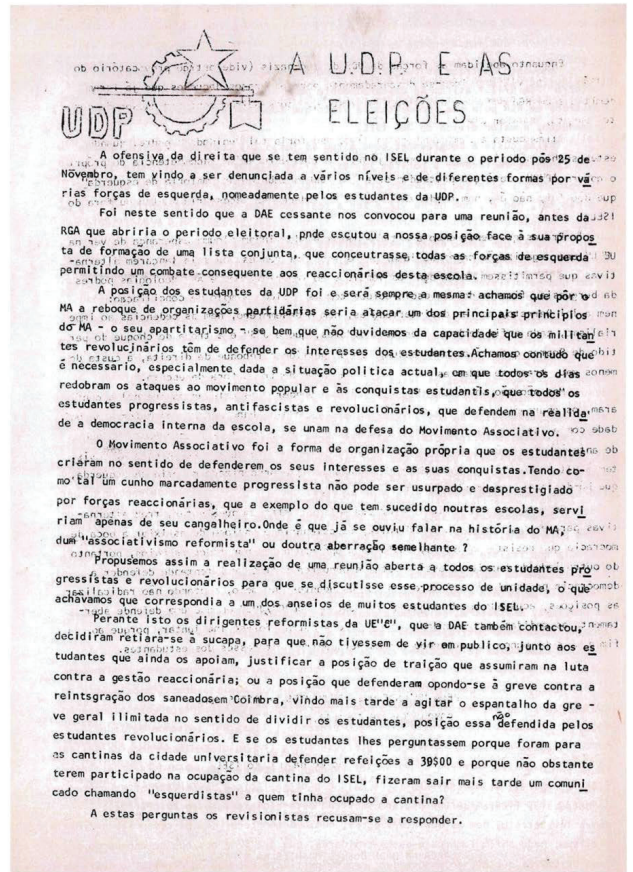 A U.D.P. E AS
ELEIÇÕES
UDP
A ofensiva da direita que se tem sentido no ISEL durante o periodo pós 25 de
Novembro, tem vindo a ser denunciada a vários níveis e de diferentes formas por vá
rias forças de esquerda, nomeadamente pelos estudantes da UDP.
Foi neste sentido que a DAE cessante nos convocou para uma reunião, antes da
RGA que abriria o periodo eleitoral, pnde escutou a nossa posição face à sua propos
ta de formação de uma lista conjunta, que conceutrasse todas as forças de esquerda
permitindo um combate consequente aos reaccionários desta escola.
A posição dos estudantes da UDP foi e será sempre a mesma: achamos que pôr o
MA a reboque de organizações partidárias seria atacar um dos principais princípios
do MA - o seu apartitarismo - se bem que não duvidemos da capacidade que os militan
tes revolucinários têm de defender os interesses dos estudantes.Achamos contudo que
é necessário, especialmente dada a situação politica actual, em que todos os dias
redobram os ataques ao movimento popular e às conquistas estudantis, que todos os
estudantes progressistas, antifascistas e revolucionários, que defendem na realida
de a democracia interna da escola, se unam na defesa do Movimento Associativo.
O Movimento Associativo foi a forma de organização própria que os estudantes
criaram no sentido de defenderem os seus interesses e as suas conquistas.Tendo co-
mo tal um cunho marcadamente progressista não pode ser usurpado e desprestigiado
por forças reaccionárias, que a exemplo do que tem sucedido noutras escolas, servi
riam apenas de seu cangalheiro.Onde é que já se ouviu falar na história do MA,
dum "associativismo reformista" ou doutra aberração semelhante ?
Propusemos assim a realização de uma reunião aberta a todos os estudantes pro
gressistas e revolucionários para que se discutisse esse processo de unidade, o que
achávamos que correspondia a um dos anseios de muitos estudantes do ISEL.
Perante isto os dirigentes reformistas da UE"C", que a DAE também contactou,
decidiram retiara-se à sucapa, para que não tivessem de vir em publico, junto aos es
tudantes que ainda os apoiam, justificar a posição de traição que assumiram na luta
contra a gestão reaccionária; ou a posição que defenderam opondo-se à greve contra a
reintsgração dos saneadosem Coimbra, vindo mais tarde a agitar o espantalho da gre -
ve geral ilimitada no sentido de dividir os estudantes, posição essa não defendida pelos
estudantes revolucionários. E se os estudantes lhes perguntassem porque foram para
as cantinas da cidade universitaria defender refeições a 30$00 e porque não obstante
terem participado na ocupação da cantina do ISEL, fizeram sair mais tarde um comuni
cado chamando "esquerdistas" a quem tinha ocupado a cantina?
A estas perguntas os revisionistas recusam-se a responder.